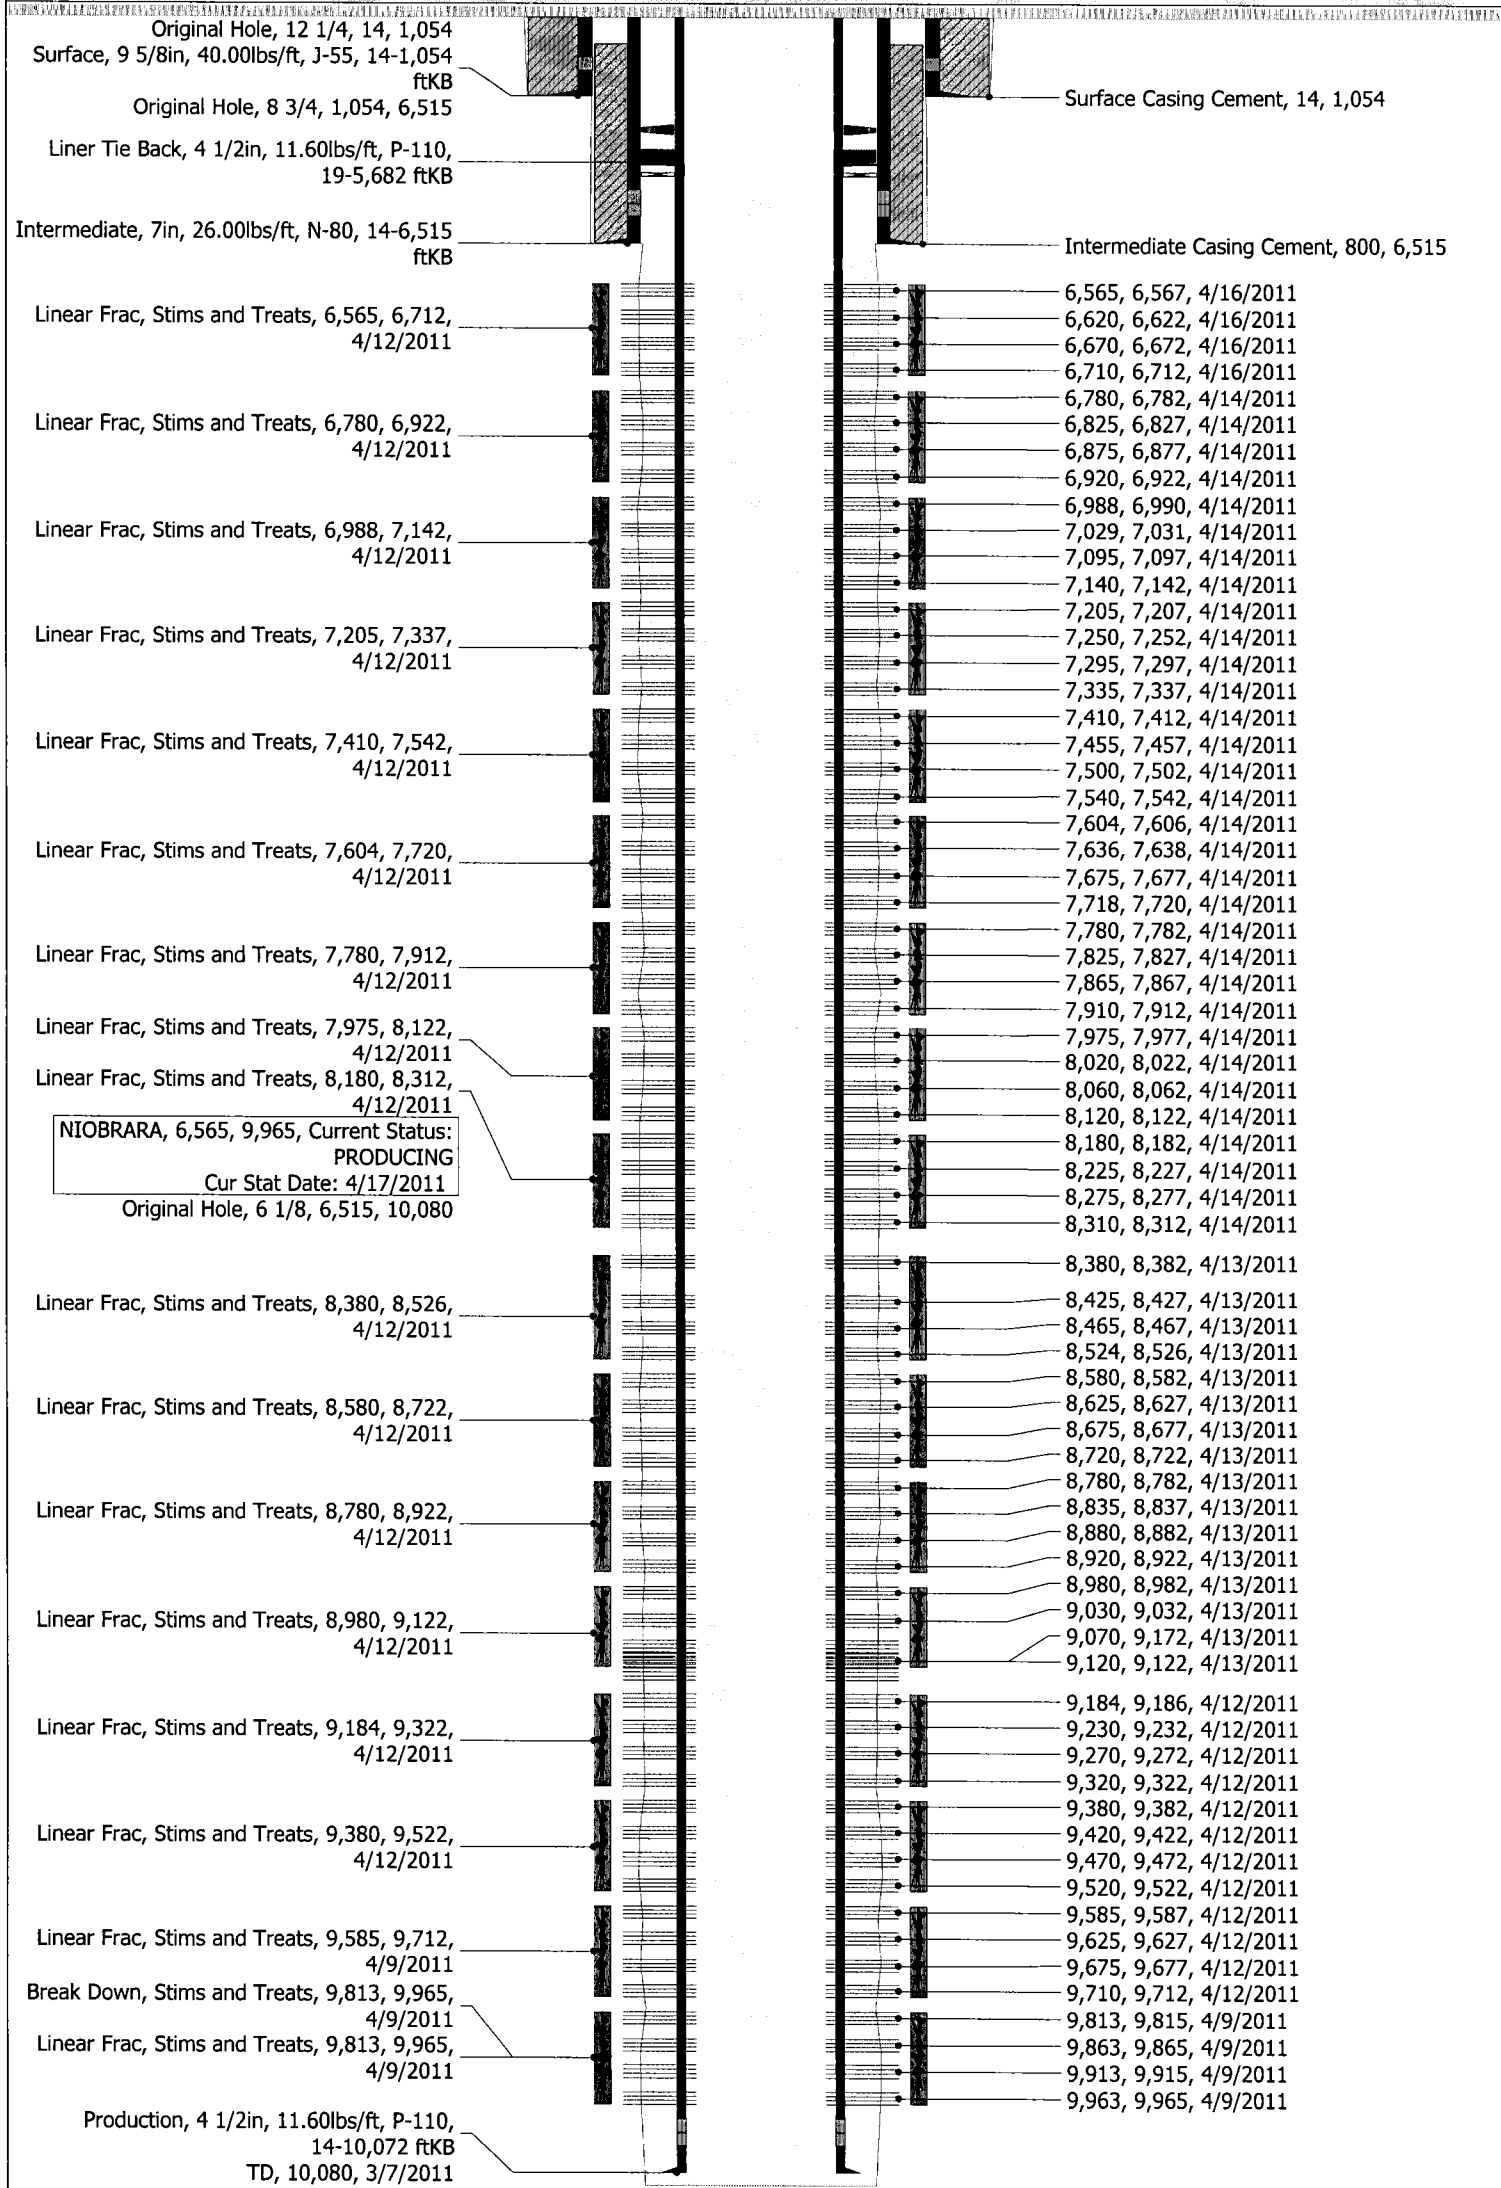 Original Hole, 12 1/4, 14, 1,054
Surface, 9 5/8in, 40.00lbs/ft, J-55, 14-1,054
ftKB
Original Hole, 8 3/4, 1,054, 6,515
Liner Tie Back, 4 1/2in, 11.60lbs/ft, P-110,
19-5,682 ftKB
Intermediate, 7in, 26.00lbs/ft, N-80, 14-6,515
ftKB
Linear Frac, Stims and Treats, 6,565, 6,712,
4/12/2011
Linear Frac, Stims and Treats, 6,780, 6,922,
4/12/2011
Linear Frac, Stims and Treats, 6,988, 7,142,
4/12/2011
Linear Frac, Stims and Treats, 7,205, 7,337,
4/12/2011
Linear Frac, Stims and Treats, 7,410, 7,542,
4/12/2011
Linear Frac, Stims and Treats, 7,604, 7,720,
4/12/2011
Linear Frac, Stims and Treats, 7,780, 7,912,
4/12/2011
Linear Frac, Stims and Treats, 7,975, 8,122,
4/12/2011
Linear Frac, Stims and Treats, 8,180, 8,312,
4/12/2011
NIOBRARA, 6,565, 9,965, Current Status:
PRODUCING
Cur Stat Date: 4/17/2011
Original Hole, 6 1/8, 6,515, 10,080
Linear Frac, Stims and Treats, 8,380, 8,526,
4/12/2011
Linear Frac, Stims and Treats, 8,580, 8,722,
4/12/2011
Linear Frac, Stims and Treats, 8,780, 8,922,
4/12/2011
Linear Frac, Stims and Treats, 8,980, 9,122,
4/12/2011
Linear Frac, Stims and Treats, 9,184, 9,322,
4/12/2011
Linear Frac, Stims and Treats, 9,380, 9,522,
4/12/2011
Linear Frac, Stims and Treats, 9,585, 9,712,
4/9/2011
Break Down, Stims and Treats, 9,813, 9,965,
4/9/2011
Linear Frac, Stims and Treats, 9,813, 9,965,
4/9/2011
Production, 4 1/2in, 11.60lbs/ft, P-110,
14-10,072 ftKB
TD, 10,080, 3/7/2011
Surface Casing Cement, 14, 1,054
Intermediate Casing Cement, 800, 6,515
6,565, 6,567, 4/16/2011
6,620, 6,622, 4/16/2011
6,670, 6,672, 4/16/2011
6,710, 6,712, 4/16/2011
6,780, 6,782, 4/14/2011
6,825, 6,827, 4/14/2011
6,875, 6,877, 4/14/2011
6,920, 6,922, 4/14/2011
6,988, 6,990, 4/14/2011
7,029, 7,031, 4/14/2011
7,095, 7,097, 4/14/2011
7,140, 7,142, 4/14/2011
7,205, 7,207, 4/14/2011
7,250, 7,252, 4/14/2011
7,295, 7,297, 4/14/2011
7,335, 7,337, 4/14/2011
7,410, 7,412, 4/14/2011
7,455, 7,457, 4/14/2011
7,500, 7,502, 4/14/2011
7,540, 7,542, 4/14/2011
7,604, 7,606, 4/14/2011
7,636, 7,638, 4/14/2011
7,675, 7,677, 4/14/2011
7,718, 7,720, 4/14/2011
7,780, 7,782, 4/14/2011
7,825, 7,827, 4/14/2011
7,865, 7,867, 4/14/2011
7,910, 7,912, 4/14/2011
7,975, 7,977, 4/14/2011
8,020, 8,022, 4/14/2011
8,060, 8,062, 4/14/2011
8,120, 8,122, 4/14/2011
8,180, 8,182, 4/14/2011
8,225, 8,227, 4/14/2011
8,275, 8,277, 4/14/2011
8,310, 8,312, 4/14/2011
8,380, 8,382, 4/13/2011
8,425, 8,427, 4/13/2011
8,465, 8,467, 4/13/2011
8,524, 8,526, 4/13/2011
8,580, 8,582, 4/13/2011
8,625, 8,627, 4/13/2011
8,675, 8,677, 4/13/2011
8,720, 8,722, 4/13/2011
8,780, 8,782, 4/13/2011
8,835, 8,837, 4/13/2011
8,880, 8,882, 4/13/2011
8,920, 8,922, 4/13/2011
8,980, 8,982, 4/13/2011
9,030, 9,032, 4/13/2011
9,070, 9,172, 4/13/2011
9,120, 9,122, 4/13/2011
9,184, 9,186, 4/12/2011
9,230, 9,232, 4/12/2011
9,270, 9,272, 4/12/2011
9,320, 9,322, 4/12/2011
9,380, 9,382, 4/12/2011
9,420, 9,422, 4/12/2011
9,470, 9,472, 4/12/2011
9,520, 9,522, 4/12/2011
9,585, 9,587, 4/12/2011
9,625, 9,627, 4/12/2011
9,675, 9,677, 4/12/2011
9,710, 9,712, 4/12/2011
9,813, 9,815, 4/9/2011
9,863, 9,865, 4/9/2011
9,913, 9,915, 4/9/2011
9,963, 9,965, 4/9/2011